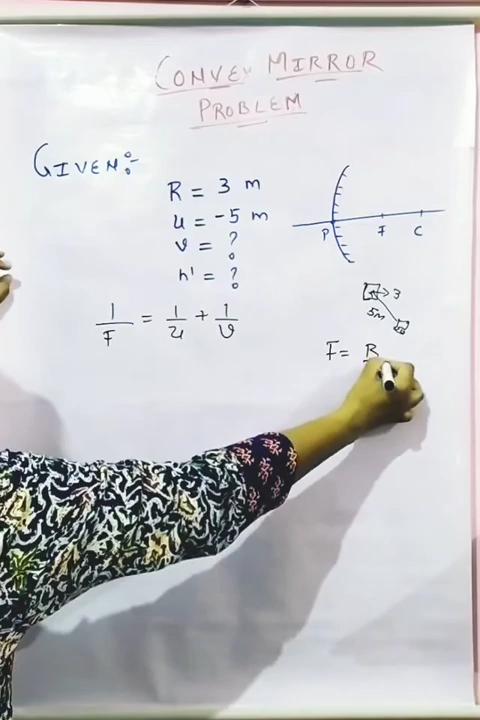 CONVEX MIRROR
PROBLEM
GIVEN:-
R = 3 m
u = -5 m
v = ?
h' = ?
1/F = 1/u + 1/v
P F C
3
5m
F = R